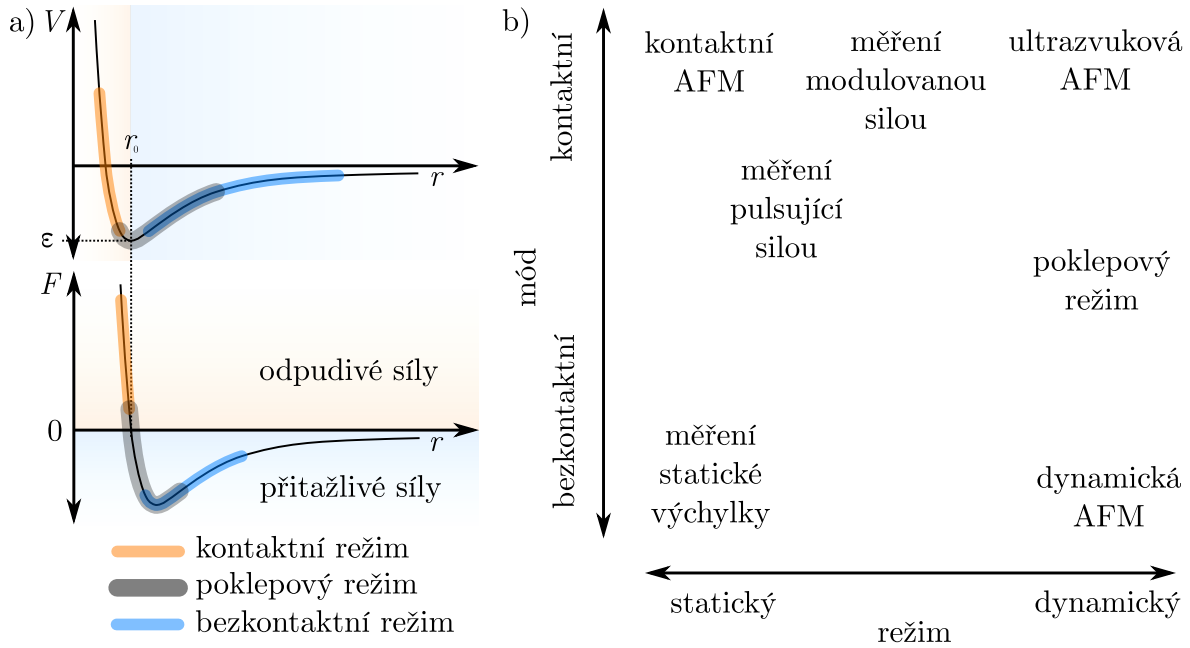 a)
V
r₀
r
ε
F
odpudivé síly
0
r
přitažlivé síly
kontaktní režim
poklepový režim
bezkontaktní režim
b)
kontaktní
mód
bezkontaktní
kontaktní
AFM
měření
modulovanou
silou
ultrazvuková
AFM
měření
pulsující
silou
poklepový
režim
měření
statické
výchylky
dynamická
AFM
statický
dynamický
režim